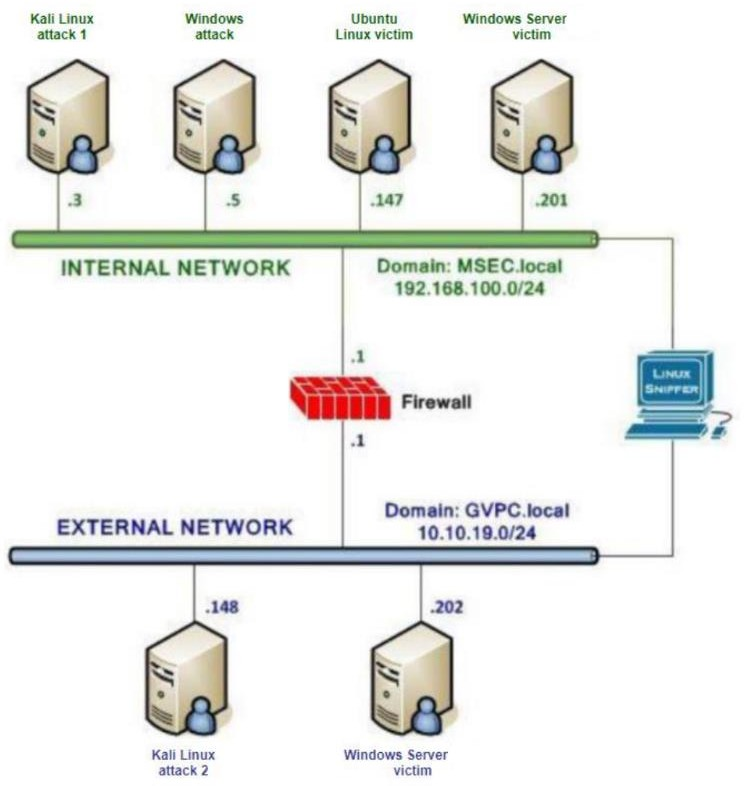 Kali Linux
attack 1
Windows
attack
Ubuntu
Linux victim
Windows Server
victim
.3
.5
.147
.201
INTERNAL NETWORK
Domain: MSEC.local
192.168.100.0/24
.1
Firewall
.1
LINUX
SNIFFER
EXTERNAL NETWORK
Domain: GVPC.local
10.10.19.0/24
.148
.202
Kali Linux
attack 2
Windows Server
victim